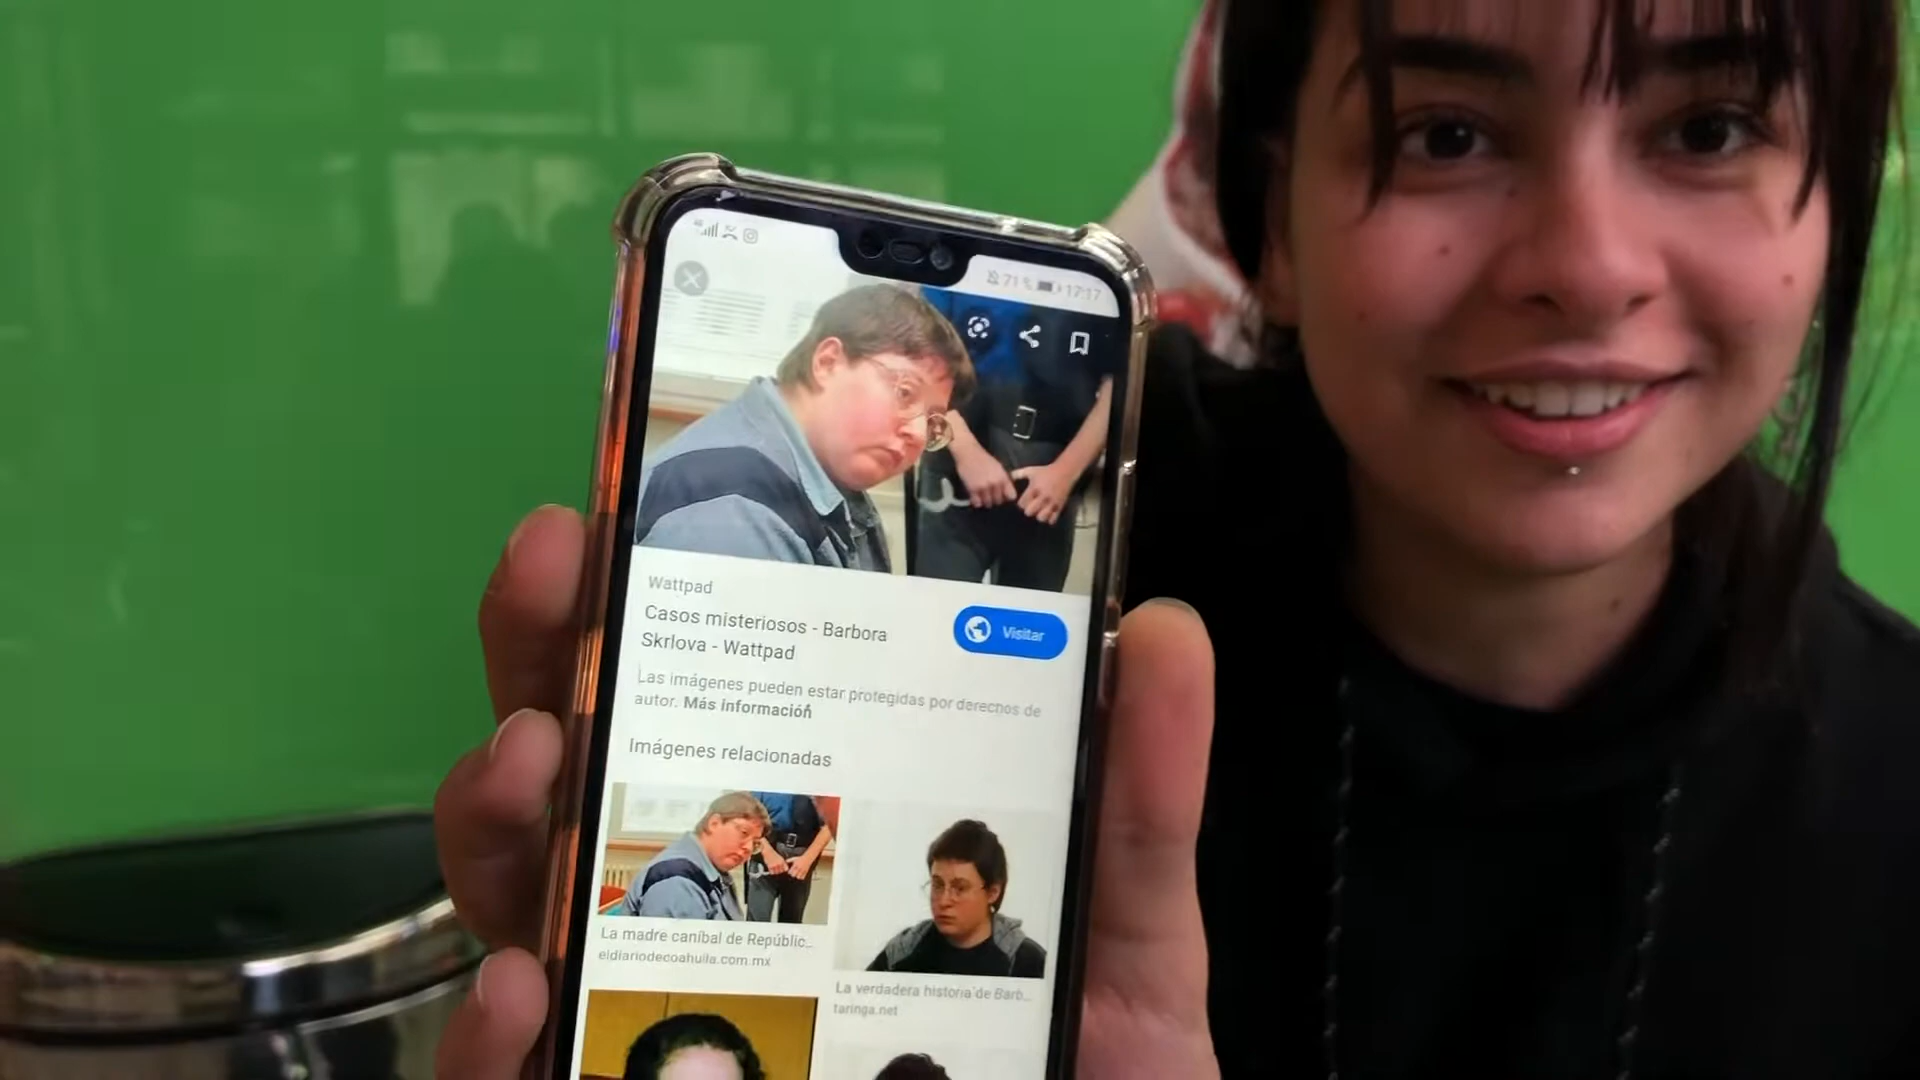 71 % 17:17
Wattpad
Casos misteriosos - Barbora
Skrlova - Wattpad
Visitar
Las imágenes pueden estar protegidas por derechos de
autor. Más información
Imágenes relacionadas
La madre caníbal de Repúblic...
eldiariodecoahuila.com.mx
La verdadera historia de Barb...
taringa.net